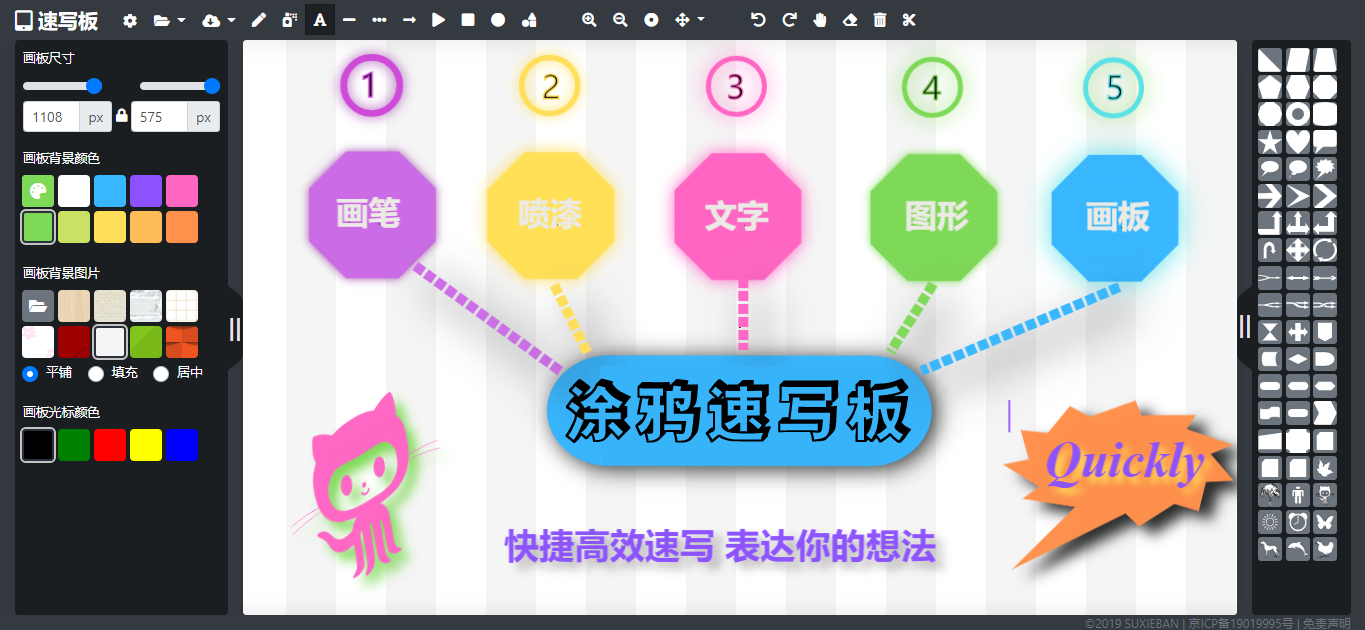 速写板
A
画板尺寸
1108 px 575 px
画板背景颜色
画板背景图片
平铺 填充 居中
画板光标颜色
1 2 3 4 5
画笔 喷漆 文字 图形 画板
涂鸦速写板
Quickly
快捷高效速写 表达你的想法
©2019 SUXIEBAN | 京ICP备19019995号 | 免责声明